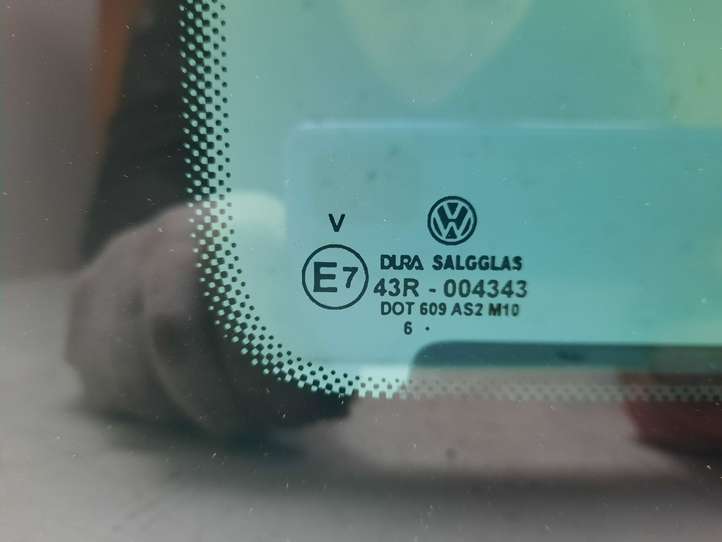 V
VW
E7
DURA SALGGLAS
43R - 004343
DOT 609 AS2 M10
6 .